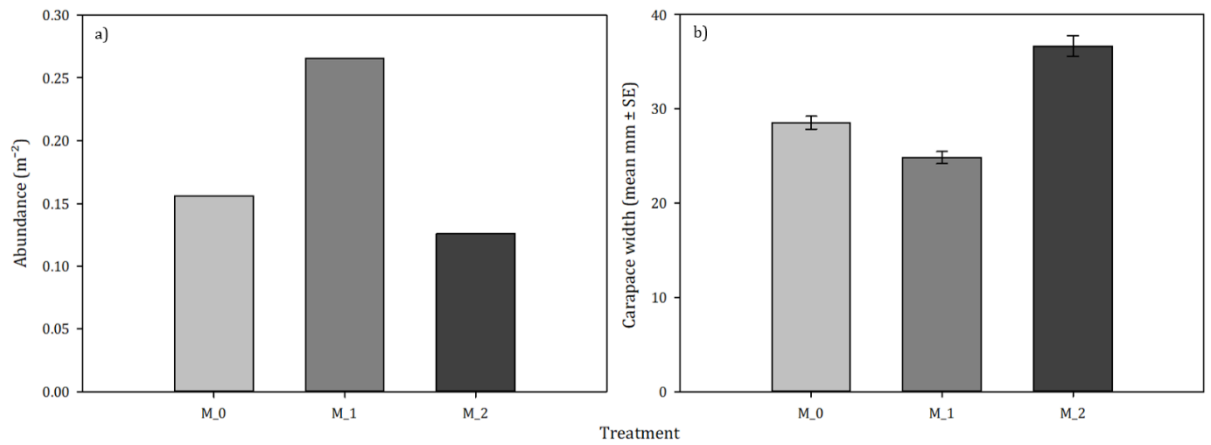 a)
Abundance (m⁻²)
0.30
0.25
0.20
0.15
0.10
0.05
0.00
M_0 M_1 M_2
b)
Carapace width (mean mm ± SE)
40
30
20
10
0
M_0 M_1 M_2
Treatment